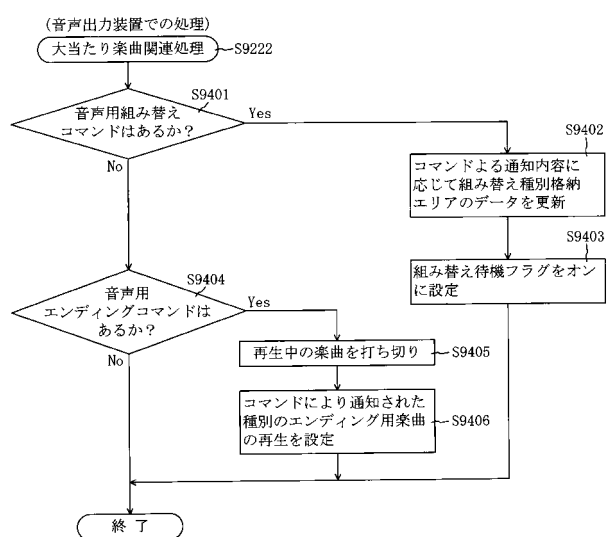 (音声出力装置での処理)
大当たり楽曲関連処理
S9222
S9401
音声用組み替え
コマンドはあるか?
Yes
No
S9402
コマンドよる通知内容に
応じて組み替え種別格納
エリアのデータを更新
S9403
組み替え待機フラグをオン
に設定
S9404
音声用
エンディングコマンドは
あるか?
Yes
No
再生中の楽曲を打ち切り
S9405
コマンドにより通知された
種別のエンディング用楽曲
の再生を設定
S9406
終 了